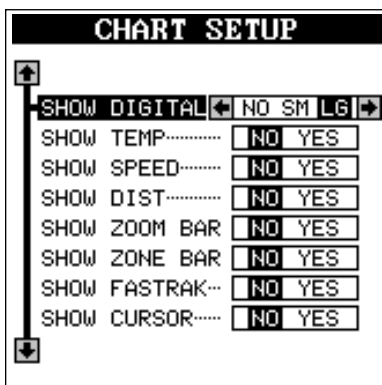 CHART SETUP
SHOW DIGITAL NO SM LG
SHOW TEMP........... NO YES
SHOW SPEED........ NO YES
SHOW DIST........... NO YES
SHOW ZOOM BAR NO YES
SHOW ZONE BAR NO YES
SHOW FASTRAK... NO YES
SHOW CURSOR..... NO YES